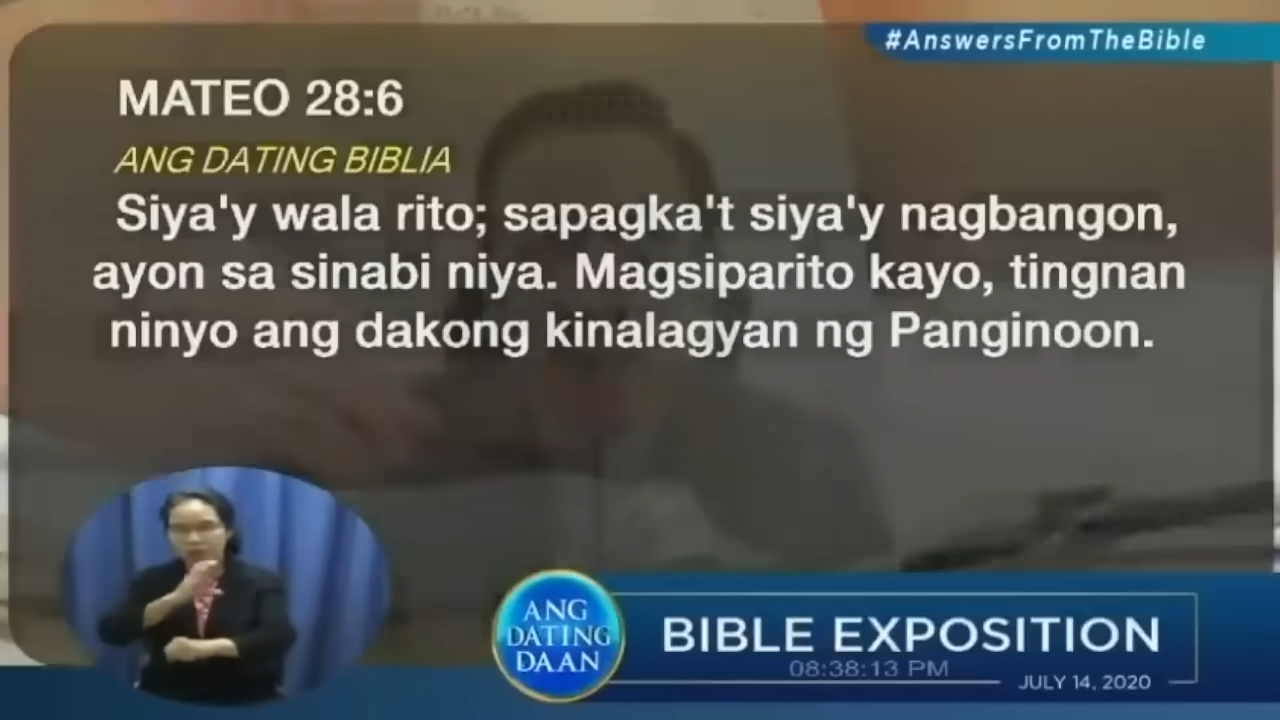 #AnswersFromTheBible
MATEO 28:6
ANG DATING BIBLIA
Siya'y wala rito; sapagka't siya'y nagbangon,
ayon sa sinabi niya. Magsiparito kayo, tingnan
ninyo ang dakong kinalagyan ng Panginoon.
ANG
DATING
DAAN
BIBLE EXPOSITION
08:38:13 PM
JULY 14, 2020